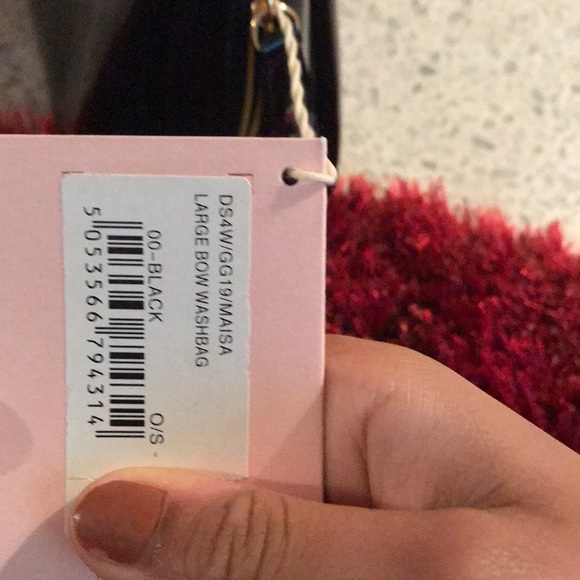 DS4W/GG19/MAISA
LARGE BOW WASHBAG
00-BLACK O/S -
5 053566 794314